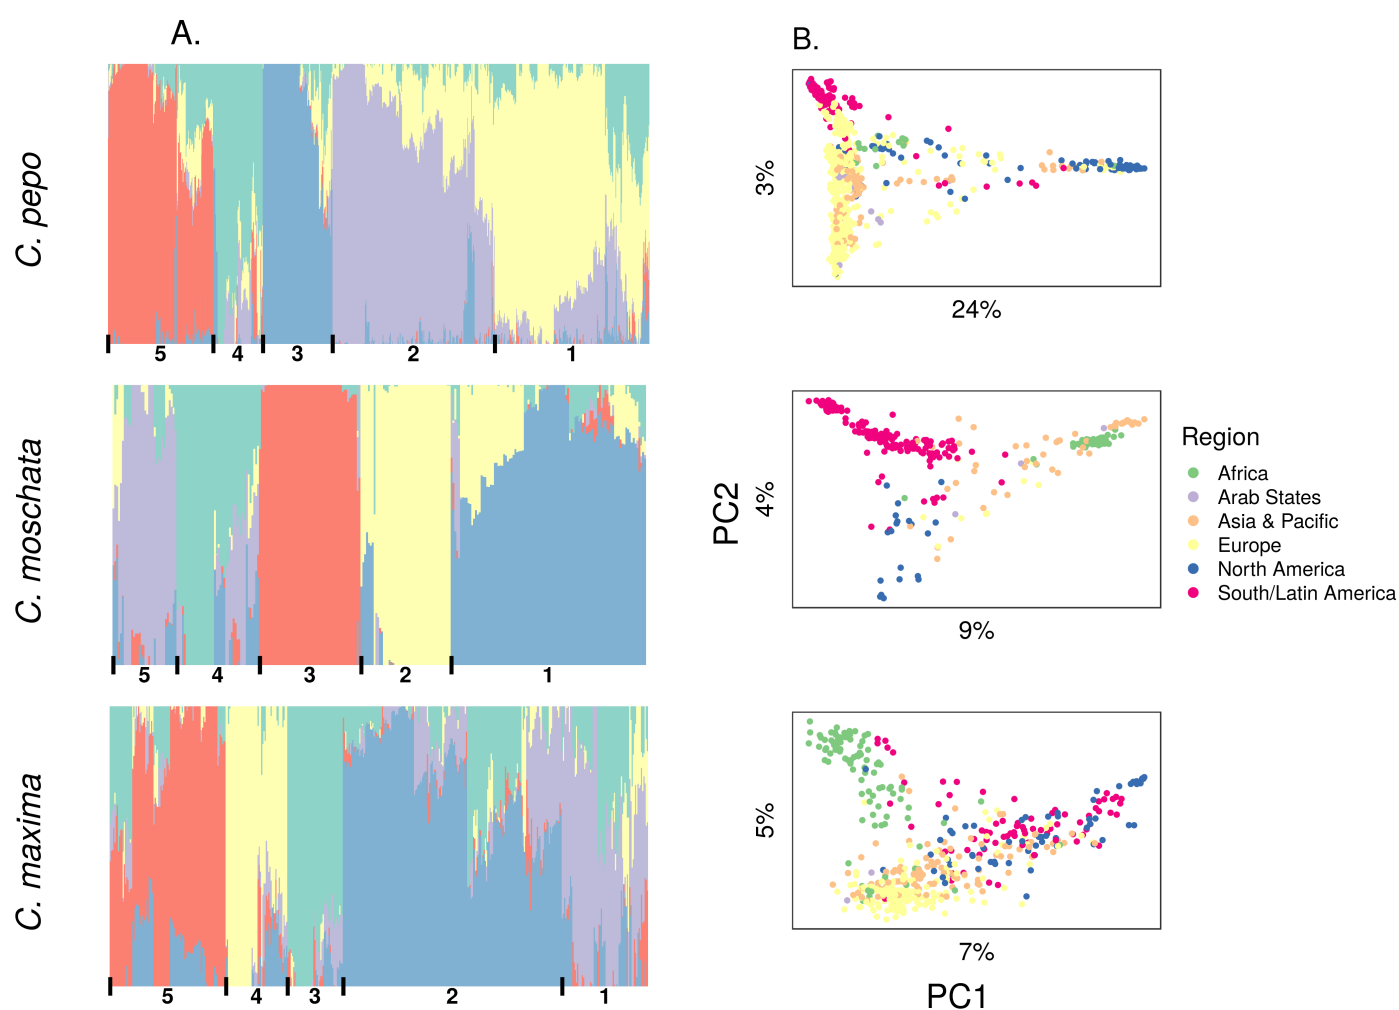 A.
B.
C. pepo
5 4 3 2 1
3%
24%
C. moschata
5 4 3 2 1
PC2
4%
9%
Region
Africa
Arab States
Asia & Pacific
Europe
North America
South/Latin America
C. maxima
5 4 3 2 1
5%
7%
PC1